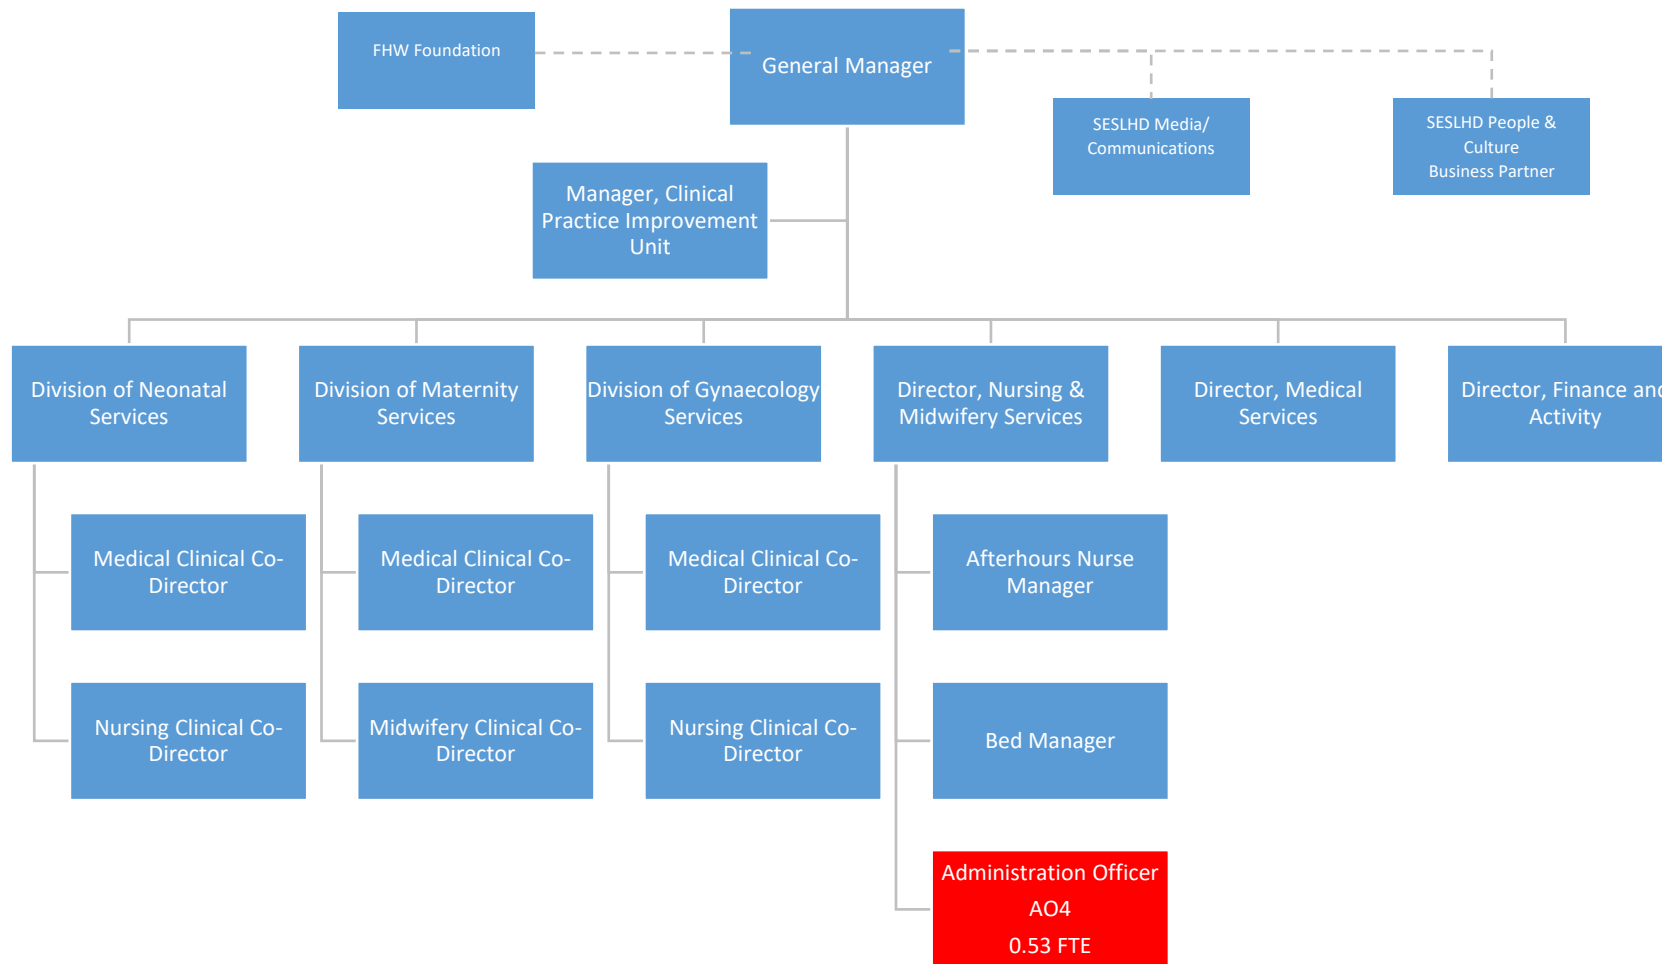 FHW Foundation
General Manager
SESLHD Media/
Communications
SESLHD People &
Culture
Business Partner
Manager, Clinical
Practice Improvement
Unit
Division of Neonatal
Services
Division of Maternity
Services
Division of Gynaecology
Services
Director, Nursing &
Midwifery Services
Director, Medical
Services
Director, Finance and
Activity
Medical Clinical Co-
Director
Medical Clinical Co-
Director
Medical Clinical Co-
Director
Afterhours Nurse
Manager
Nursing Clinical Co-
Director
Midwifery Clinical Co-
Director
Nursing Clinical Co-
Director
Bed Manager
Administration Officer
AO4
0.53 FTE